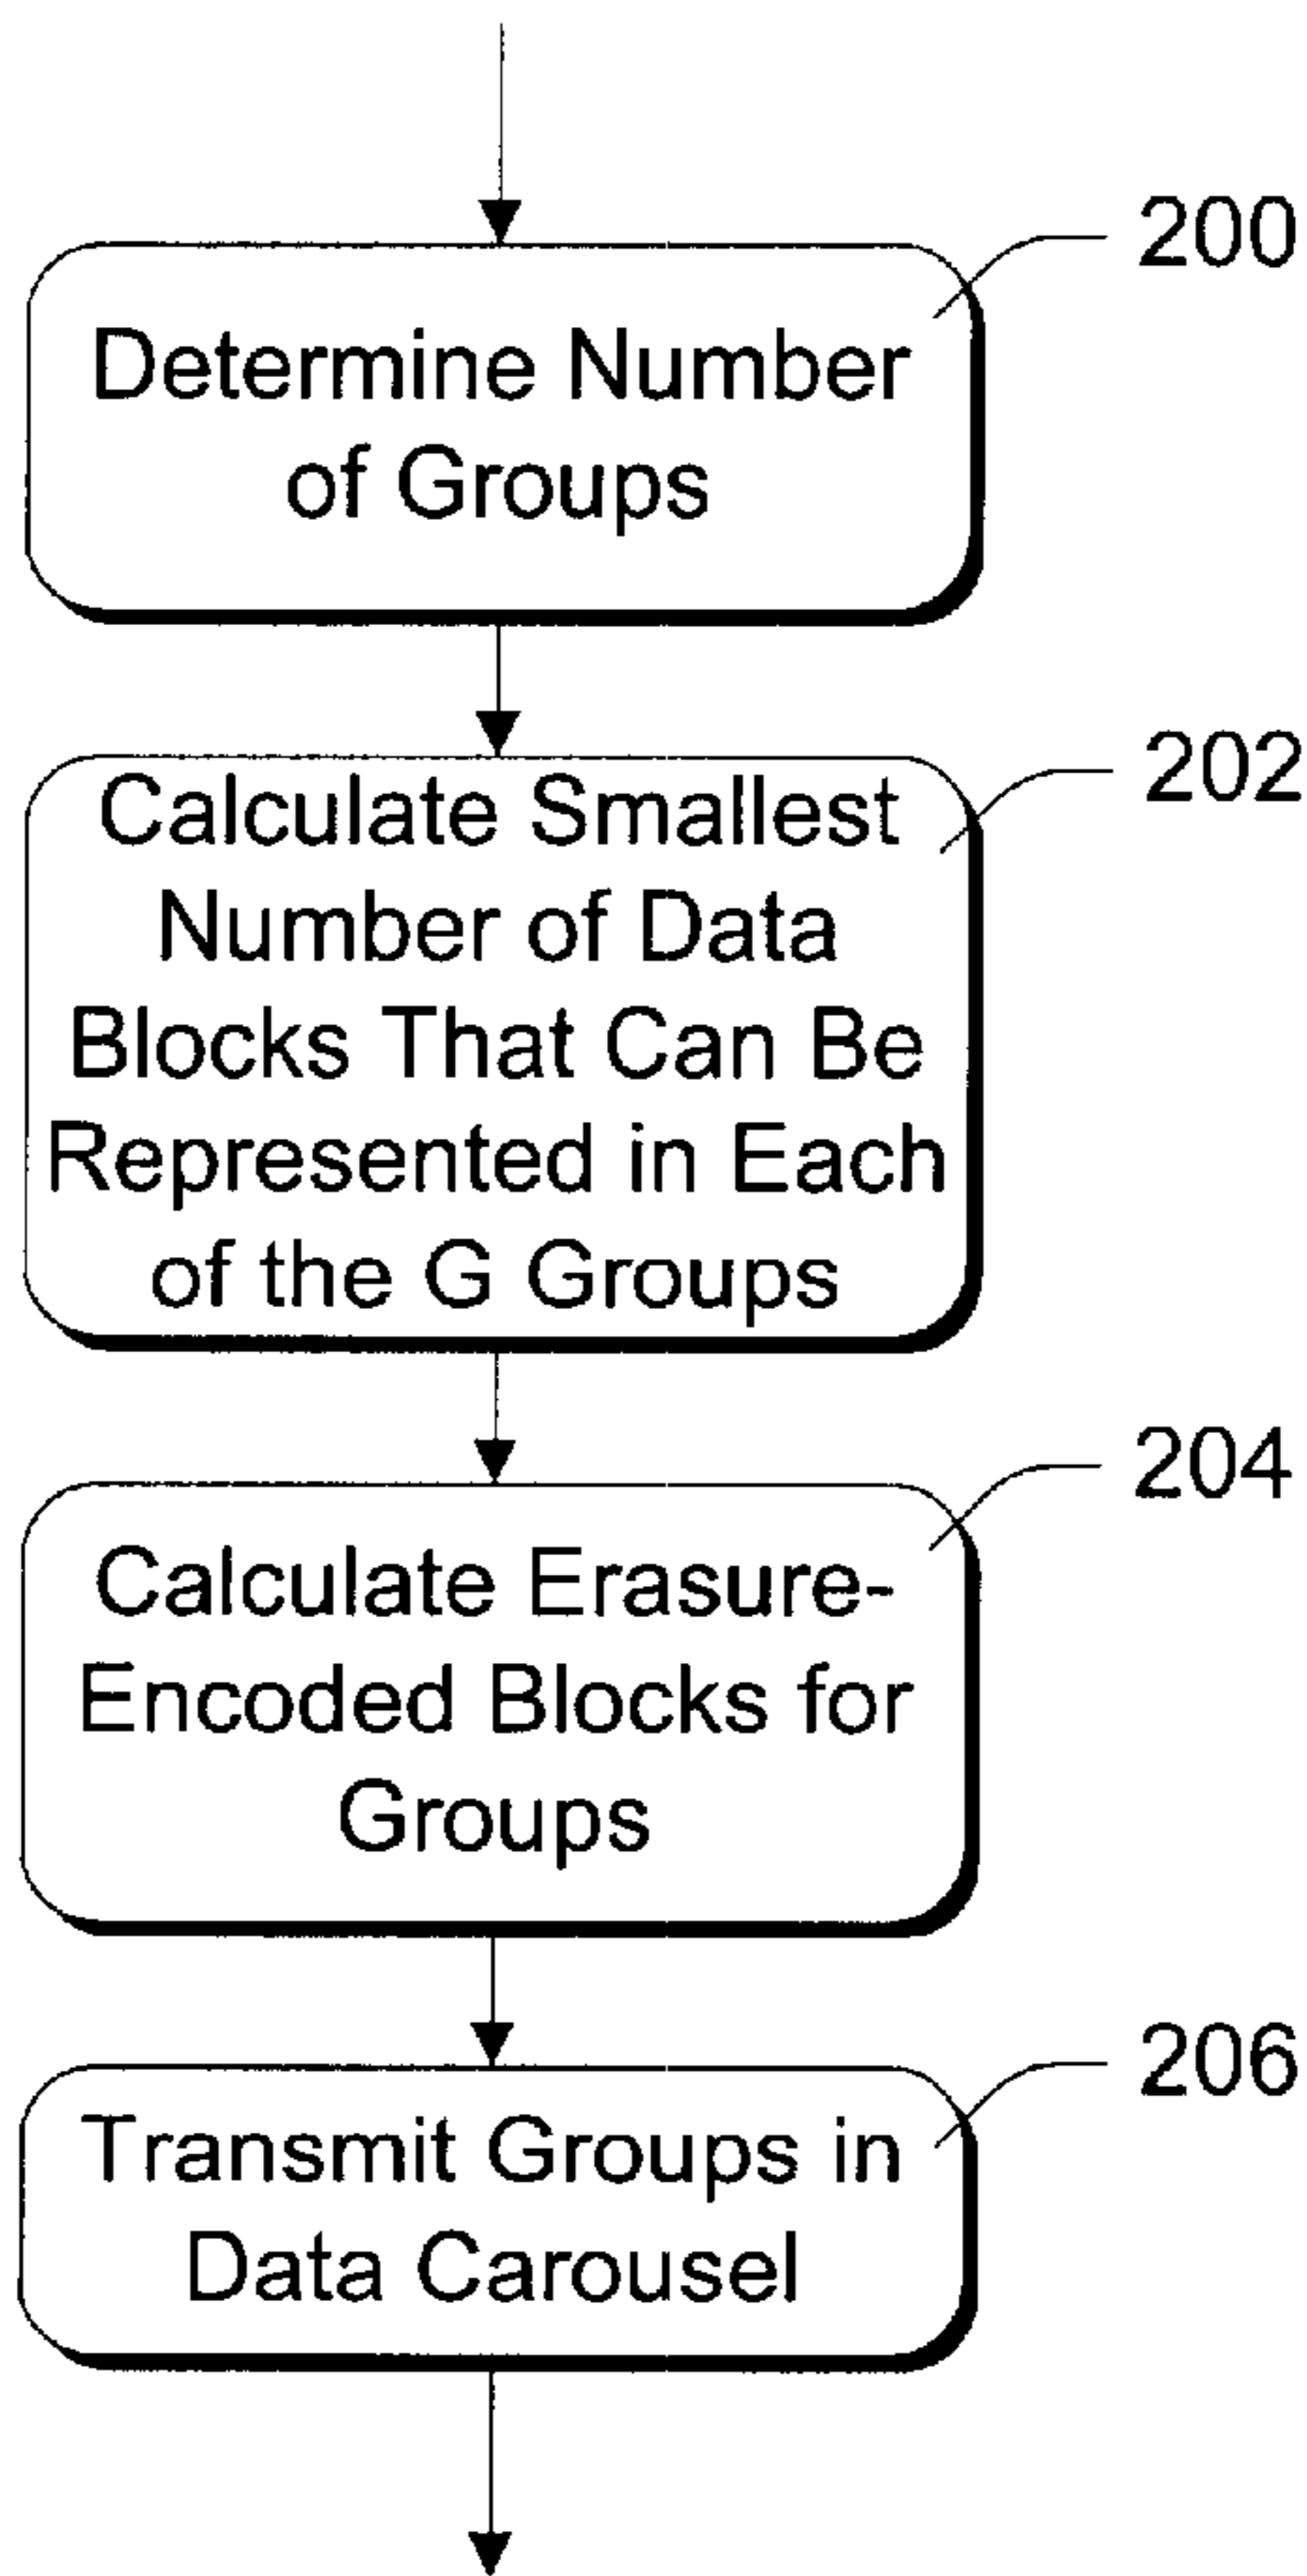 200
Determine Number
of Groups
202
Calculate Smallest
Number of Data
Blocks That Can Be
Represented in Each
of the G Groups
204
Calculate Erasure-
Encoded Blocks for
Groups
206
Transmit Groups in
Data Carousel